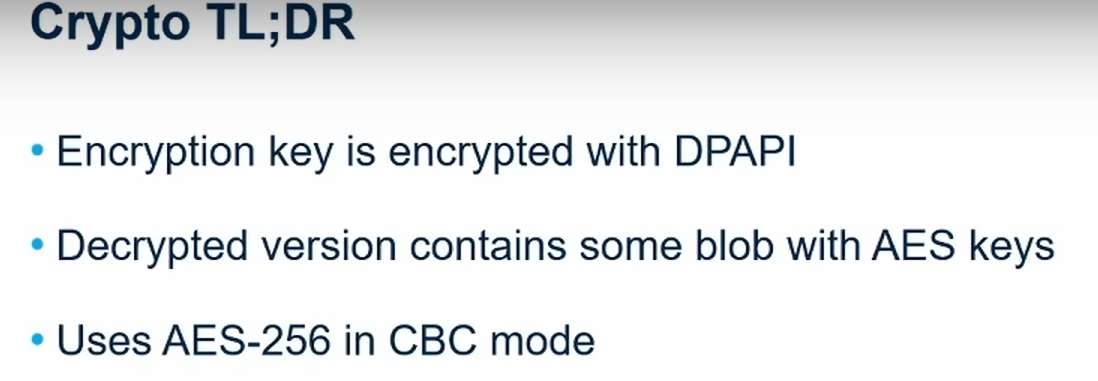 Crypto TL;DR
• Encryption key is encrypted with DPAPI
• Decrypted version contains some blob with AES keys
• Uses AES-256 in CBC mode